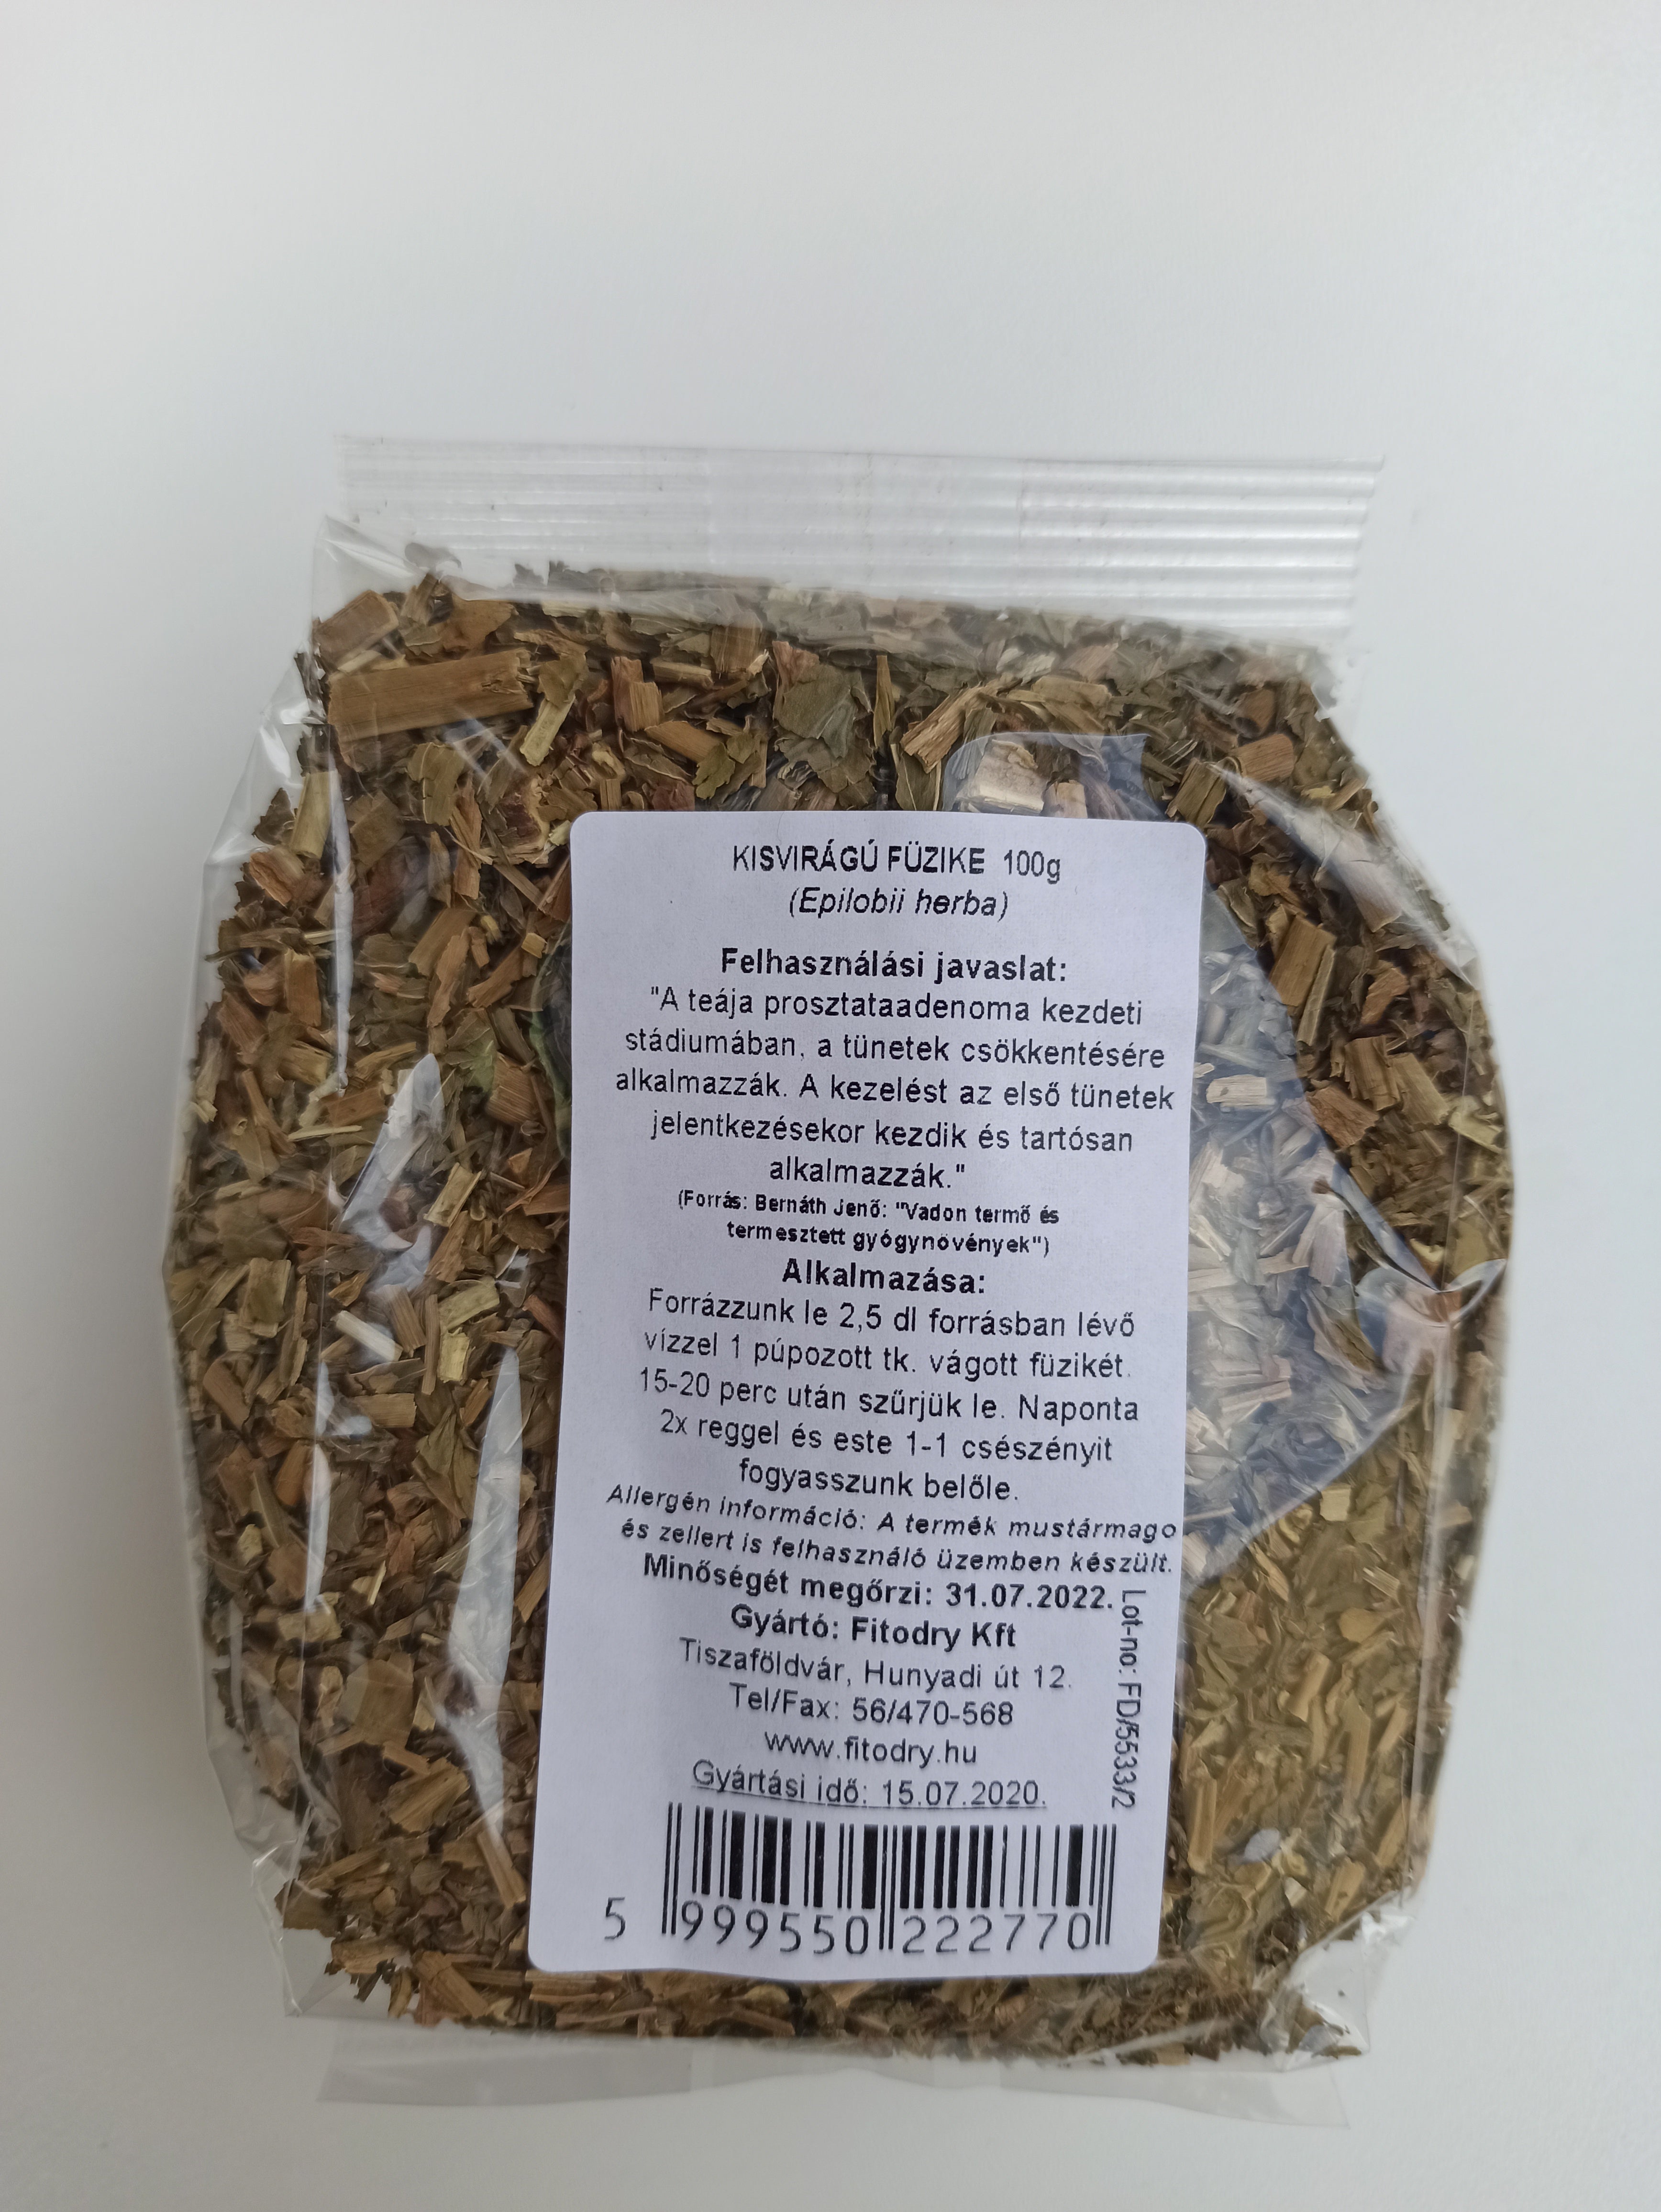 KISVIRÁGÚ FÜZIKE 100g
(Epilobii herba)
Felhasználási javaslat:
"A teája prosztataadenoma kezdeti
stádiumában, a tünetek csökkentésére
alkalmazzák. A kezelést az első tünetek
jelentkezésekor kezdik és tartósan
alkalmazzák."
(Forrás: Bernáth Jenő: "Vadon termő és
termesztett gyógynövények")
Alkalmazása:
Forrázzunk le 2,5 dl forrásban lévő
vízzel 1 púpozott tk. vágott füzikét.
15-20 perc után szűrjük le. Naponta
2x reggel és este 1-1 csészényit
fogyasszunk belőle.
Allergén információ: A termék mustármago
és zellert is felhasználó üzemben készült.
Minőségét megőrzi: 31.07.2022.
Gyártó: Fitodry Kft
Tiszaföldvár, Hunyadi út 12.
Tel/Fax: 56/470-568
www.fitodry.hu
Gyártási idő: 15.07.2020.
Lot-no: FD/5533/2
5 999550 222770